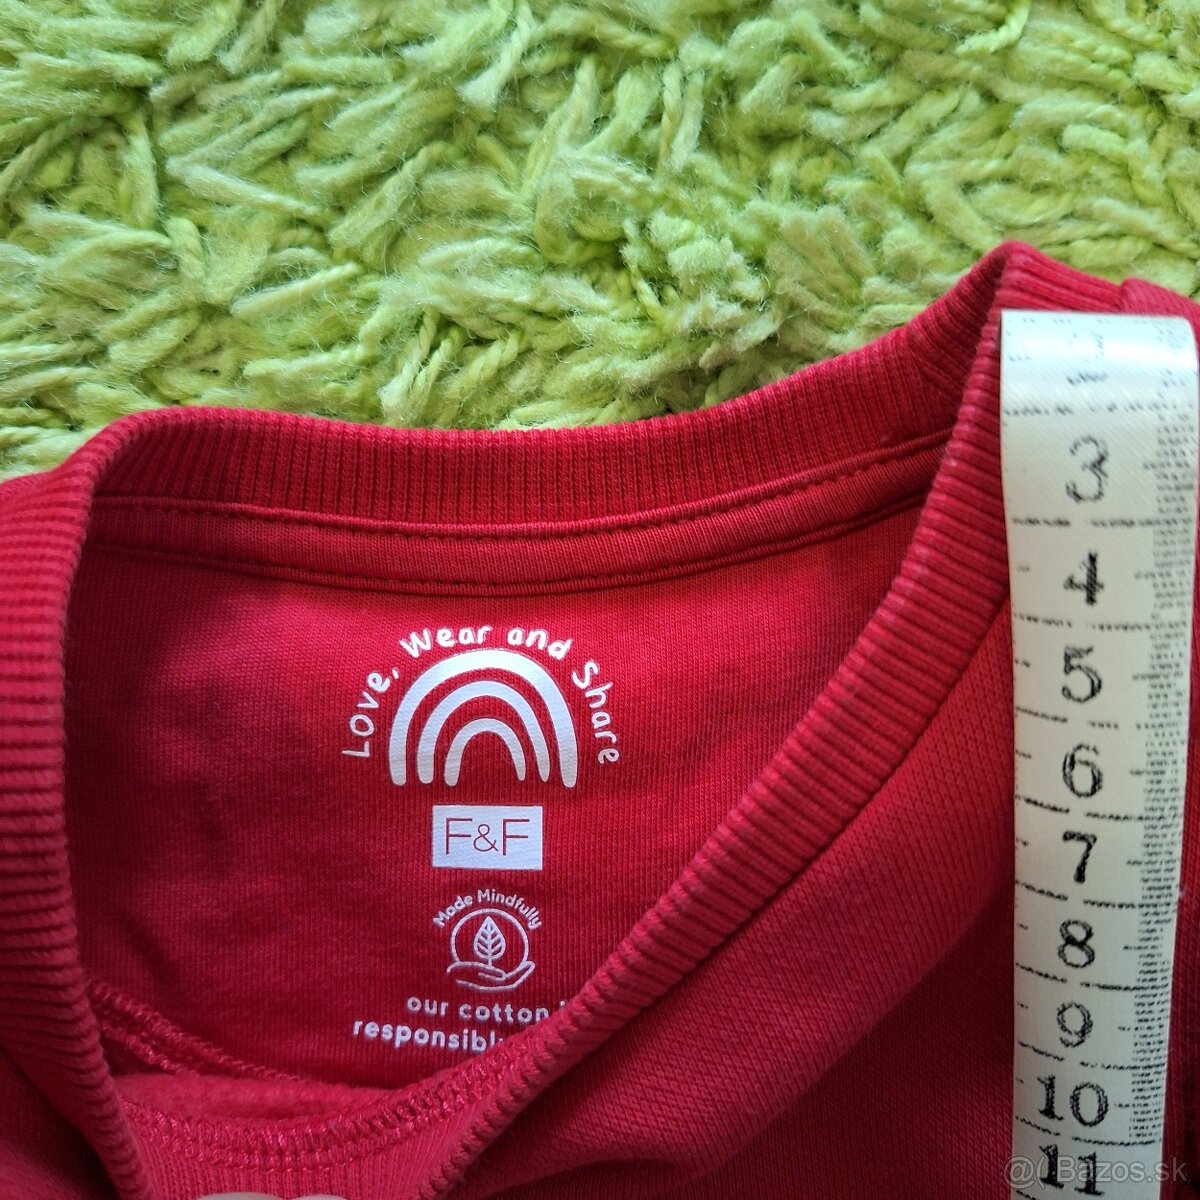 Love, Wear and Share
F&F
Made Mindfully
our cotton
3
4
5
6
7
8
9
10
11
@( Bazos.sk